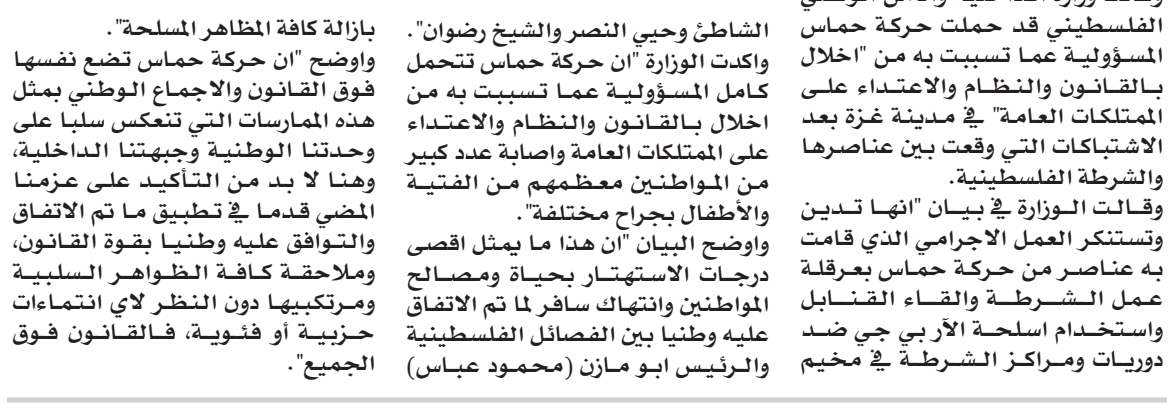 الفلسطيني قد حملت حركة حماس
المسؤولية عما تسببت به من "اخلال
بالقانون والنظام والاعتداء على
الممتلكات العامة" في مدينة غزة بعد
الاشتباكات التي وقعت بين عناصرها
والشرطة الفلسطينية.
وقالت الوزارة في بيان "انها تدين
وتستنكر العمل الاجرامي الذي قامت
به عناصر من حركة حماس بعرقلة
عمل الشرطة والقاء القنابل
واستخدام اسلحة الآر بي جي ضد
دوريات ومراكز الشرطة في مخيم
الشاطئ وحيي النصر والشيخ رضوان".
واكدت الوزارة "ان حركة حماس تتحمل
كامل المسؤولية عما تسببت به من
اخلال بالقانون والنظام والاعتداء
على الممتلكات العامة واصابة عدد كبير
من المواطنين معظمهم من الفتية
والأطفال بجراح مختلفة".
واوضح البيان "ان هذا ما يمثل اقصى
درجات الاستهتار بحياة ومصالح
المواطنين وانتهاك سافر لما تم الاتفاق
عليه وطنيا بين الفصائل الفلسطينية
والرئيس ابو مازن (محمود عباس)
بازالة كافة المظاهر المسلحة".
واوضح "ان حركة حماس تضع نفسها
فوق القانون والاجماع الوطني بمثل
هذه الممارسات التي تنعكس سلبا على
وحدتنا الوطنية وجبهتنا الداخلية،
وهنا لا بد من التأكيد على عزمنا
المضي قدما في تطبيق ما تم الاتفاق
والتوافق عليه وطنيا بقوة القانون،
وملاحقة كافة الظواهر السلبية
ومرتكبيها دون النظر لاي انتماءات
حزبية أو فئوية، فالقانون فوق
الجميع".